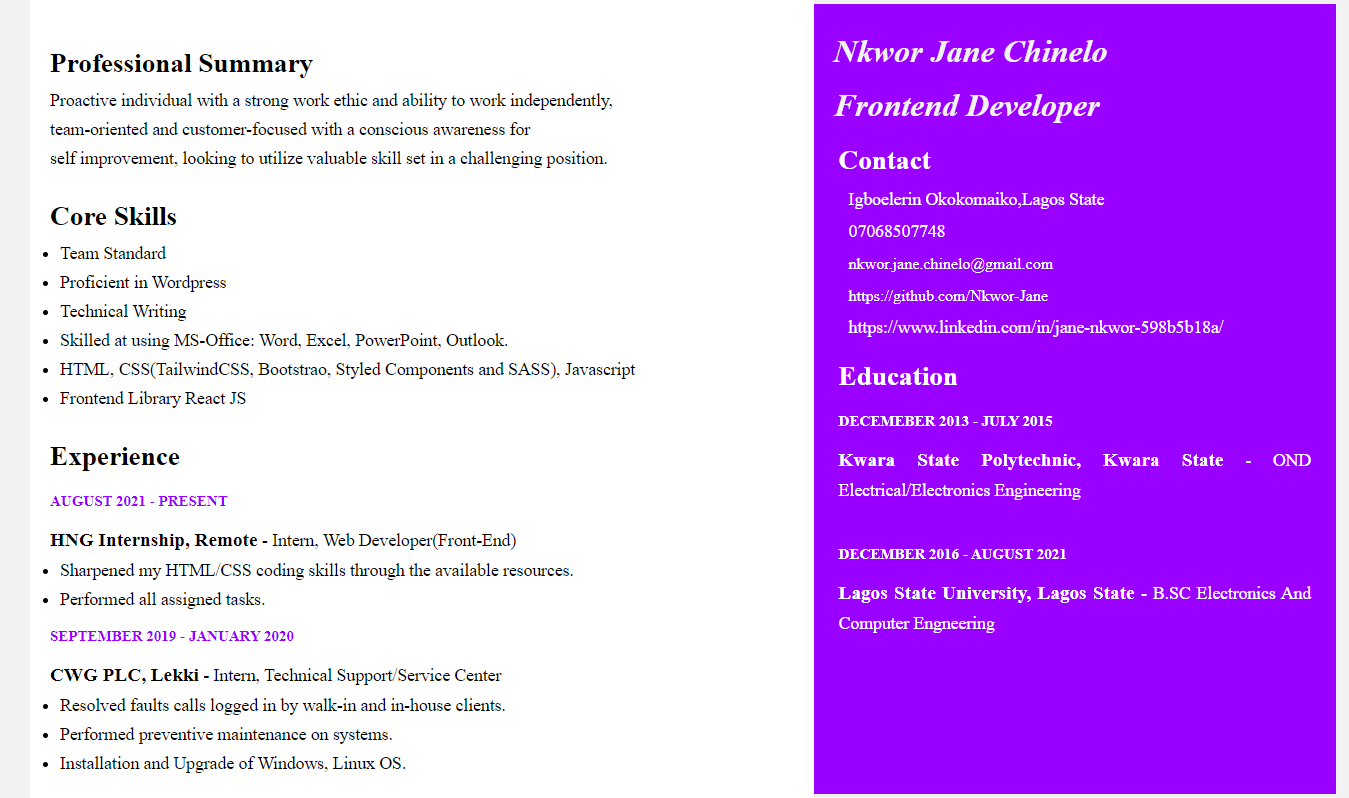 Professional Summary
Proactive individual with a strong work ethic and ability to work independently,
team-oriented and customer-focused with a conscious awareness for
self improvement, looking to utilize valuable skill set in a challenging position.
Core Skills
Team Standard
Proficient in Wordpress
Technical Writing
Skilled at using MS-Office: Word, Excel, PowerPoint, Outlook.
HTML, CSS(TailwindCSS, Bootstrao, Styled Components and SASS), Javascript
Frontend Library React JS
Experience
AUGUST 2021 - PRESENT
HNG Internship, Remote - Intern, Web Developer(Front-End)
Sharpened my HTML/CSS coding skills through the available resources.
Performed all assigned tasks.
SEPTEMBER 2019 - JANUARY 2020
CWG PLC, Lekki - Intern, Technical Support/Service Center
Resolved faults calls logged in by walk-in and in-house clients.
Performed preventive maintenance on systems.
Installation and Upgrade of Windows, Linux OS.
Nkwor Jane Chinelo
Frontend Developer
Contact
Igboelerin Okokomaiko,Lagos State
07068507748
nkwor.jane.chinelo@gmail.com
https://github.com/Nkwor-Jane
https://www.linkedin.com/in/jane-nkwor-598b5b18a/
Education
DECEMEBER 2013 - JULY 2015
Kwara State Polytechnic, Kwara State - OND
Electrical/Electronics Engineering
DECEMBER 2016 - AUGUST 2021
Lagos State University, Lagos State - B.SC Electronics And
Computer Engneering